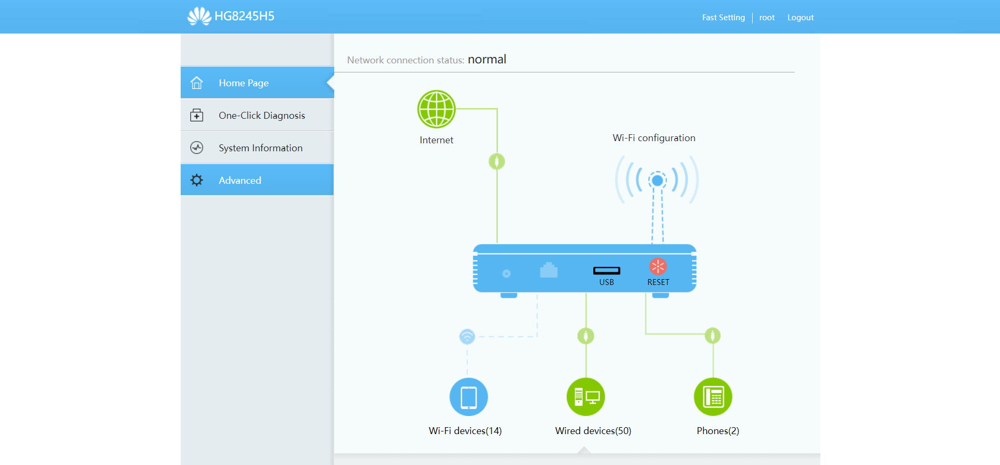 HG8245H5
Fast Setting
root
Logout
Network connection status: normal
Home Page
One-Click Diagnosis
System Information
Advanced
Internet
Wi-Fi configuration
USB
RESET
Wi-Fi devices(14)
Wired devices(50)
Phones(2)